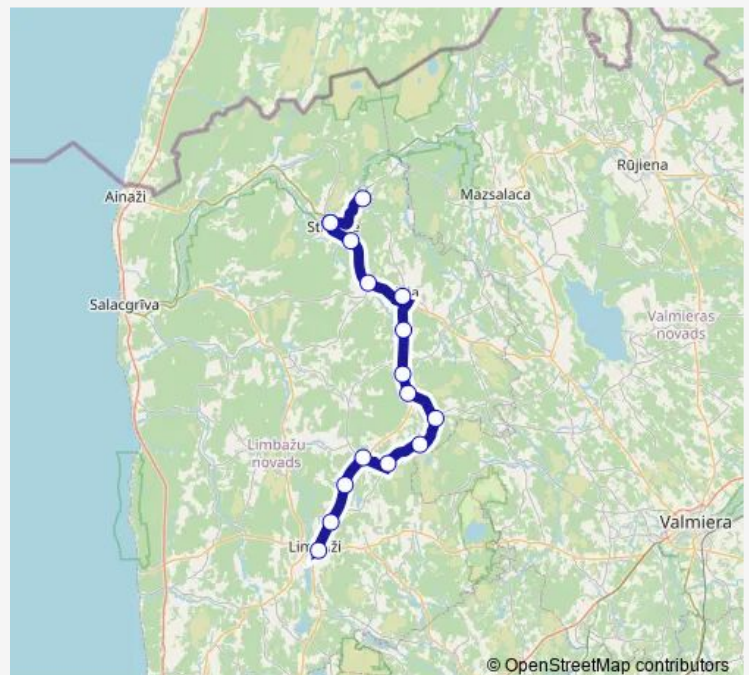 Rūjiena
Ainaži
Mazsalaca
Salacgrīva
Valmieras
novads
Limbažu
novads
Valmiera
© OpenStreetMap contributors